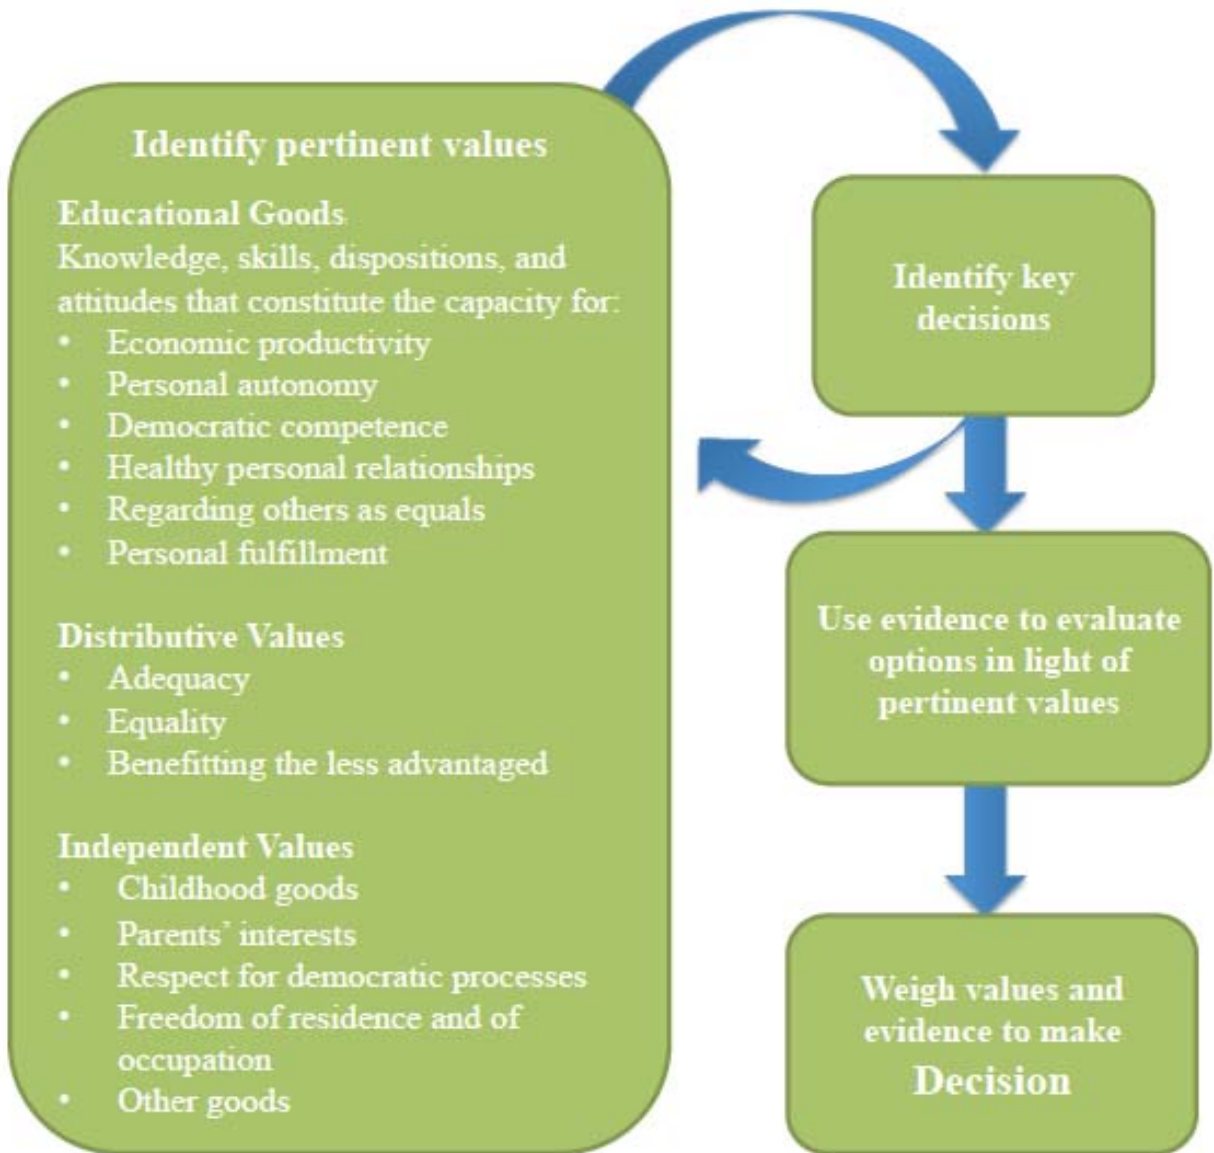 Identify pertinent values
Educational Goods
Knowledge, skills, dispositions, and
attitudes that constitute the capacity for:
• Economic productivity
• Personal autonomy
• Democratic competence
• Healthy personal relationships
• Regarding others as equals
• Personal fulfillment
Distributive Values
• Adequacy
• Equality
• Benefitting the less advantaged
Independent Values
• Childhood goods
• Parents' interests
• Respect for democratic processes
• Freedom of residence and of
occupation
• Other goods
Identify key
decisions
Use evidence to evaluate
options in light of
pertinent values
Weigh values and
evidence to make
Decision